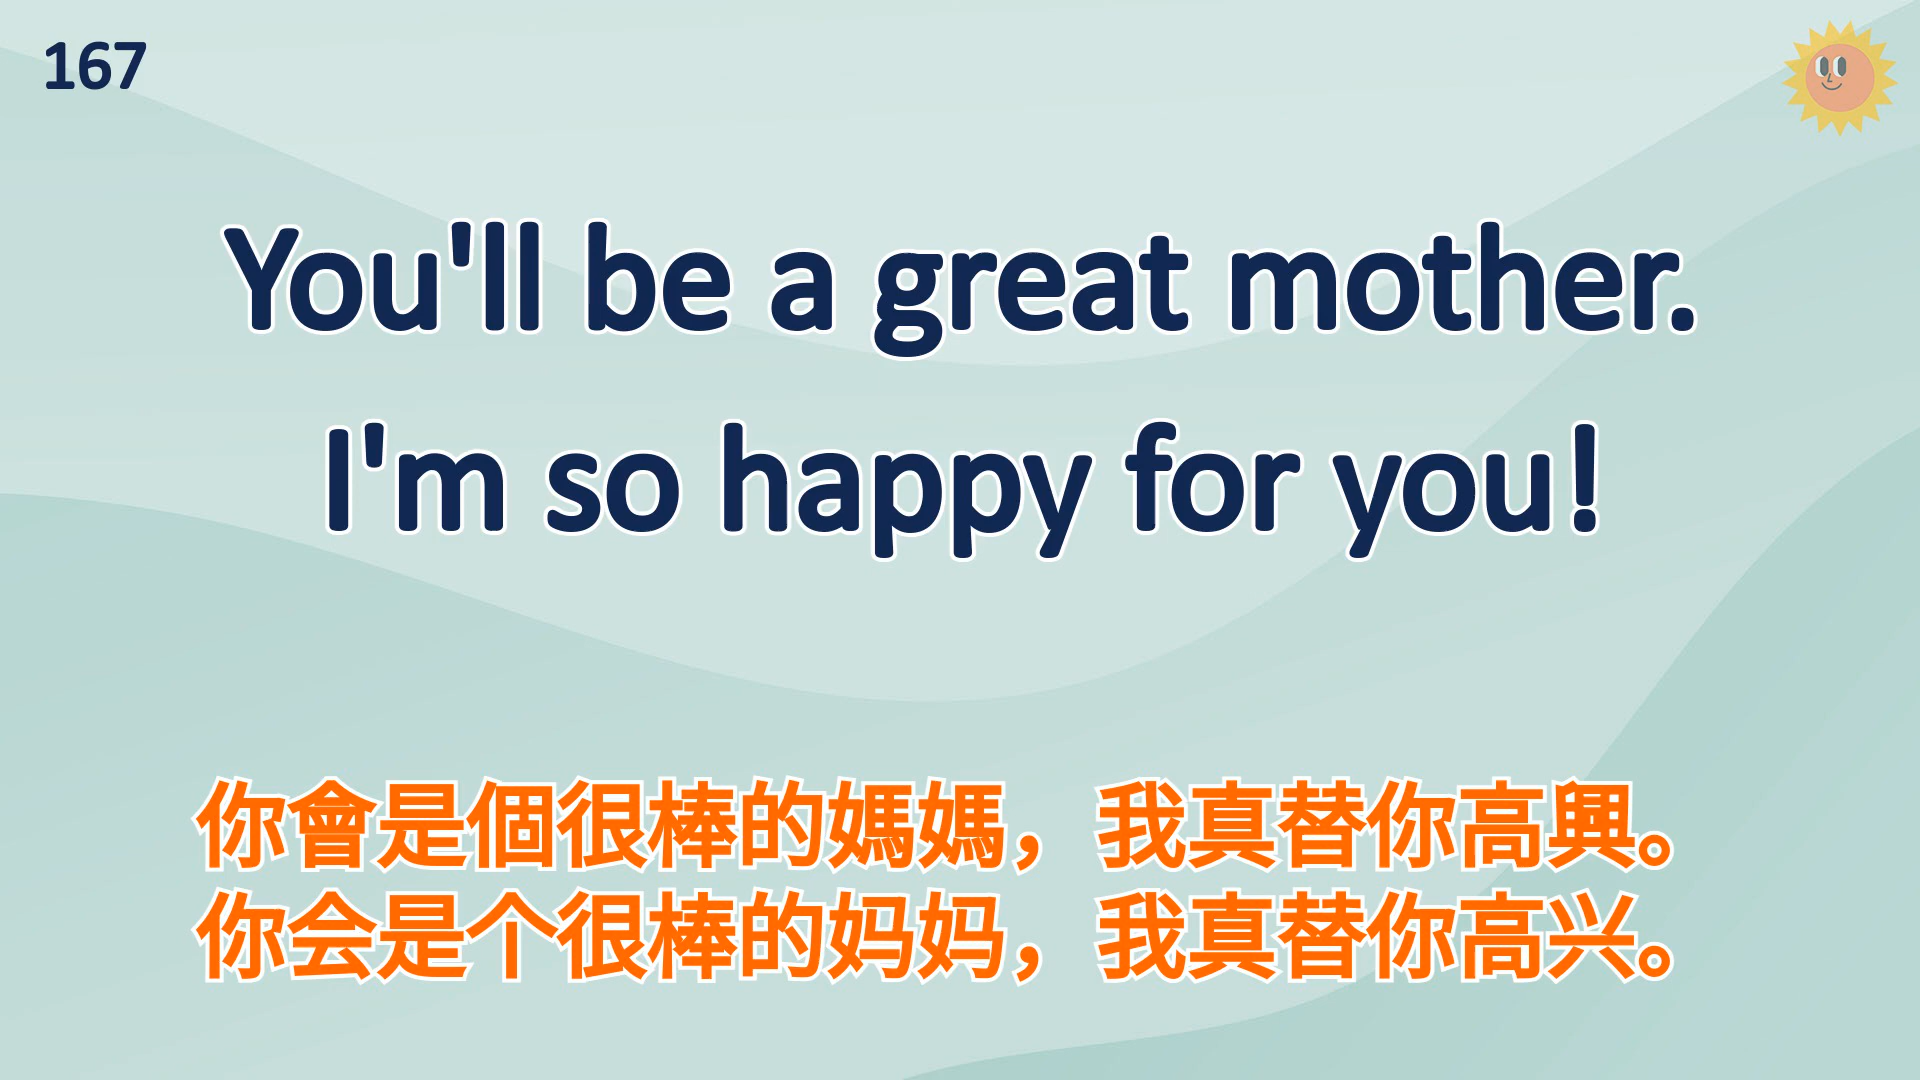 167
You'll be a great mother.
I'm so happy for you!
你會是個很棒的媽媽，我真替你高興。
你会是个很棒的妈妈，我真替你高兴。